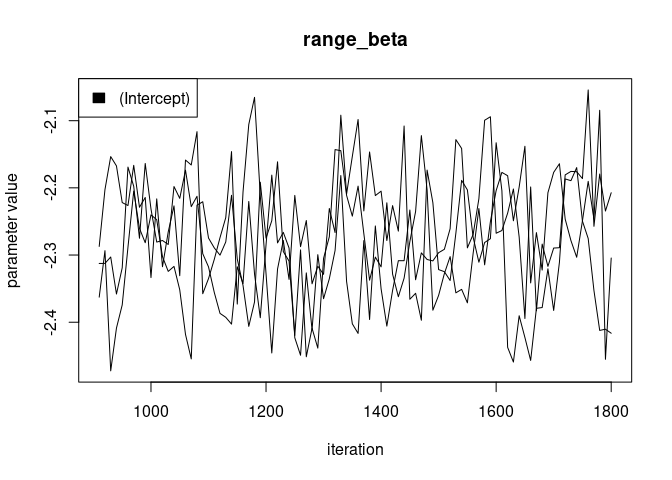 range_beta
(Intercept)
parameter value
-2.1
-2.2
-2.3
-2.4
1000 1200 1400 1600 1800
iteration